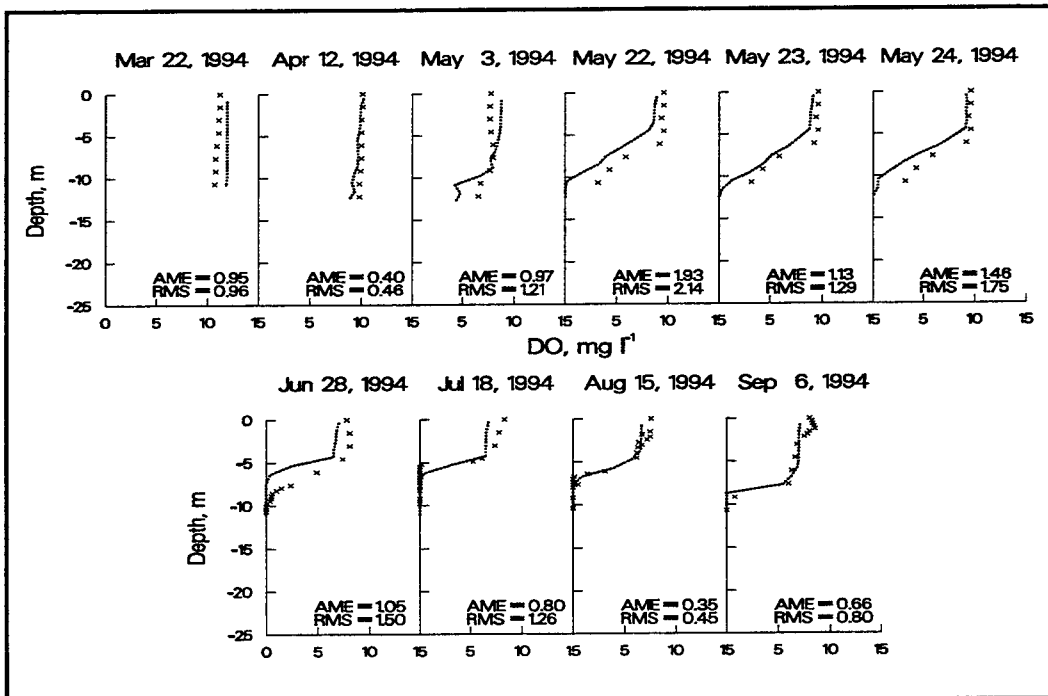 Mar 22, 1994 Apr 12, 1994 May 3, 1994 May 22, 1994 May 23, 1994 May 24, 1994
0
-5
-10
-15
-20
-25
Depth, m
AME = 0.95 AME = 0.40 AME = 0.97 AME = 1.93 AME = 1.13 AME = 1.46
RMS = 0.96 RMS = 0.46 RMS = 1.21 RMS = 2.14 RMS = 1.29 RMS = 1.75
0 5 10 15 5 10 15 5 10 15 5 10 15 5 10 15 5 10 15
DO, mg l⁻¹
Jun 28, 1994 Jul 18, 1994 Aug 15, 1994 Sep 6, 1994
0
-5
-10
-15
-20
-25
Depth, m
AME = 1.05 AME = 0.80 AME = 0.35 AME = 0.66
RMS = 1.50 RMS = 1.26 RMS = 0.45 RMS = 0.80
0 5 10 15 5 10 15 5 10 15 5 10 15